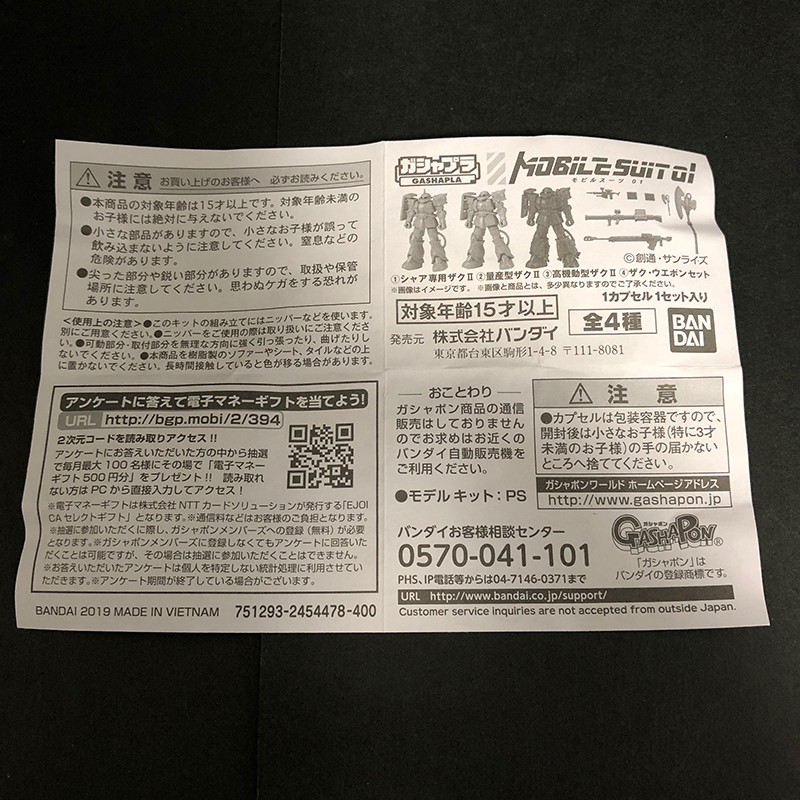 ⚠ 注意 お買い上げのお客様へ 必ずお読みください。
●本商品の対象年齢は15才以上です。対象年齢未満の
お子様には絶対に与えないでください。
●小さな部品がありますので、小さなお子様が誤って
飲み込まないように注意してください。窒息などの
危険があります。
●尖った部分や鋭い部分がありますので、取扱や保管
場所に注意してください。思わぬケガをする恐れが
あります。
<使用上の注意>●このキットの組み立てにはニッパーなどを使います。
別にご用意ください。●ニッパーをご使用の際は取り扱いにご注意くださ
い。●可動部分・取付部分を無理な方向に強く引っ張ったり、曲げたりし
ないでください。●本商品を樹脂製のソファーやシート、タイルなどの上
に置かないでください。長時間接触していると色が移る場合があります。
アンケートに答えて電子マネーギフトを当てよう!
URL http://bgp.mobi/2/394
2次元コードを読み取りアクセス!!
アンケートにお答えいただいた方の中から抽選
で毎月最大100名様にその場で「電子マネー
ギフト500円分」をプレゼント!! 読み取れ
ない方はPCから直接入力してアクセス!
※電子マネーギフトは株式会社NTTカードソリューションが発行する「EJOI
CAセレクトギフト」となります。※通信料などはお客様のご負担となります。
※抽選に参加いただくに際し、ガシャポンメンバーズへの登録(無料)が必要
となります。※ガシャポンメンバーズに登録しなくてもアンケートに回答いた
だくことは可能ですが、その場合は抽選に参加いただくことはできません。
※お答えいただいたアンケートは個人を特定しない統計処理に利用させてい
ただきます。※アンケート期間が終了している場合がございます。
BANDAI 2019 MADE IN VIETNAM 751293-2454478-400
ガシャプラ
GASHAPLA
MOBILE SUIT 01
モビルスーツ 01
©創通・サンライズ
①シャア専用ザクⅡ ②量産型ザクⅡ ③高機動型ザクⅡ ④ザク・ウエポンセット
※画像はイメージです。 ※画像と商品とは、多少異なりますのでご了承ください。
1カプセル1セット入り
対象年齢15才以上
全4種
BAN
DAI
発売元 株式会社バンダイ
東京都台東区駒形1-4-8 〒111-8081
── おことわり ──
ガシャポン商品の通信
販売はしておりません
のでお求めはお近くの
バンダイ自動販売機を
ご利用ください。
●モデルキット:PS
⚠ 注意
●カプセルは包装容器ですので、
開封後は小さなお子様(特に3才
未満のお子様)の手の届かない
ところへ捨ててください。
ガシャポンワールド ホームページアドレス
http://www.gashapon.jp
バンダイお客様相談センター
0570-041-101
PHS、IP電話等からは04-7146-0371まで
ガシャポン
GASHAPON®
「ガシャポン」は
バンダイの登録商標です。
URL http://www.bandai.co.jp/support/
Customer service inquiries are not accepted from outside Japan.